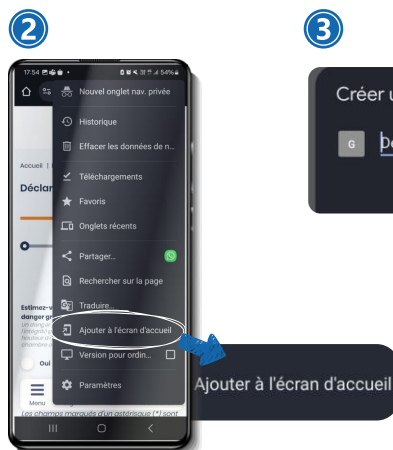 2
3
17:54
54%
Nouvel onglet nav. privée
Historique
Effacer les données de n...
Téléchargements
Favoris
Onglets récents
Partager...
Rechercher sur la page
Traduire...
Ajouter à l'écran d'accueil
Version pour ordin...
Paramètres
Accueil |
Déclar
Estimez-v
danger gr
Oui
Menu
Les champs marqués d'un astérisque (*) sont
Ajouter à l'écran d'accueil
Créer u
G